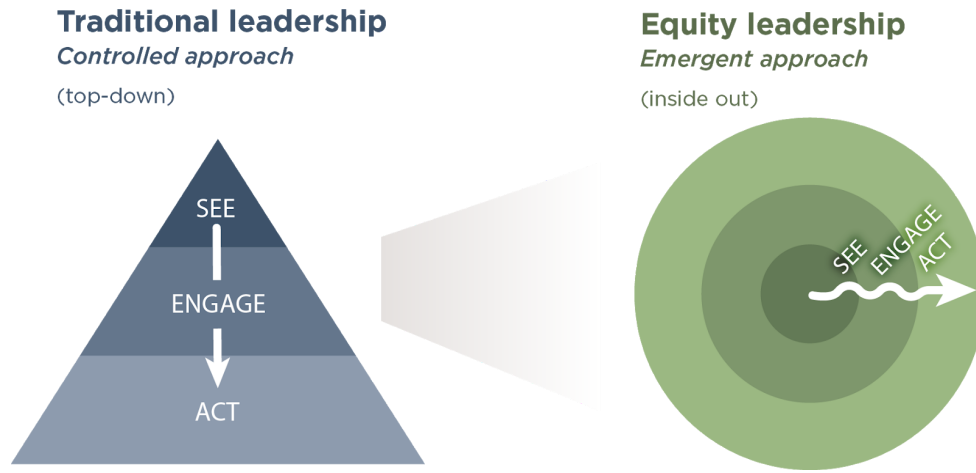 Traditional leadership
Controlled approach
(top-down)
SEE
ENGAGE
ACT
Equity leadership
Emergent approach
(inside out)
SEE
ENGAGE
ACT